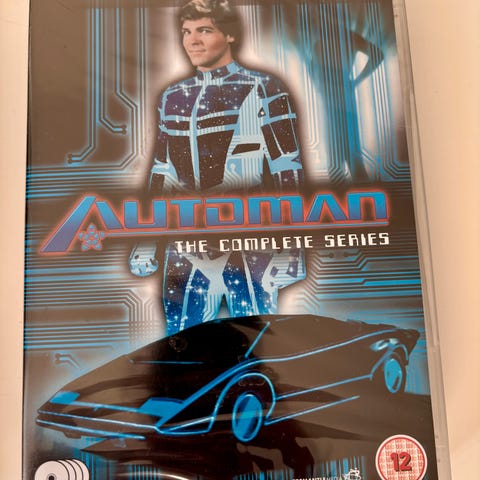 AUTOMAN
THE COMPLETE SERIES
12